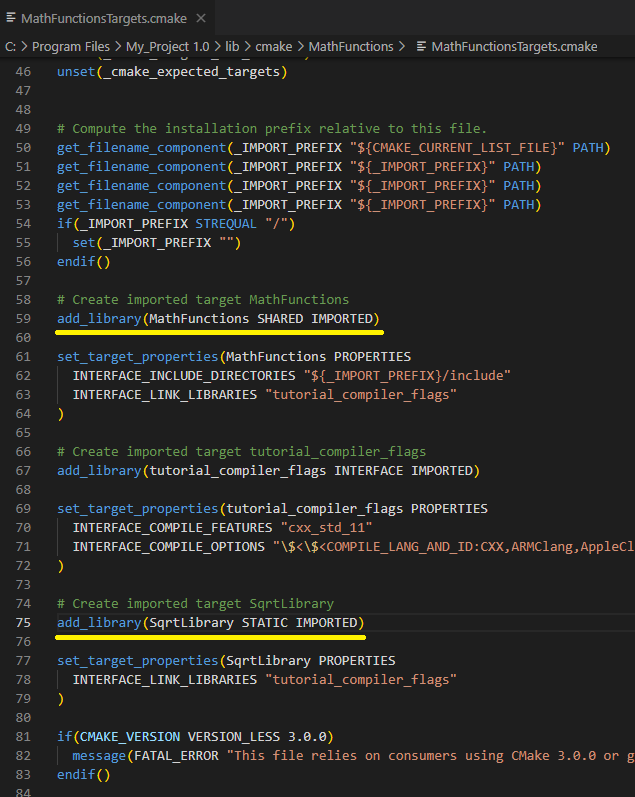 MathFunctionsTargets.cmake ×
C: > Program Files > My_Project 1.0 > lib > cmake > MathFunctions > MathFunctionsTargets.cmake
46 unset(_cmake_expected_targets)
47
48
49 # Compute the installation prefix relative to this file.
50 get_filename_component(_IMPORT_PREFIX "${CMAKE_CURRENT_LIST_FILE}" PATH)
51 get_filename_component(_IMPORT_PREFIX "${_IMPORT_PREFIX}" PATH)
52 get_filename_component(_IMPORT_PREFIX "${_IMPORT_PREFIX}" PATH)
53 get_filename_component(_IMPORT_PREFIX "${_IMPORT_PREFIX}" PATH)
54 if(_IMPORT_PREFIX STREQUAL "/")
55 set(_IMPORT_PREFIX "")
56 endif()
57
58 # Create imported target MathFunctions
59 add_library(MathFunctions SHARED IMPORTED)
60
61 set_target_properties(MathFunctions PROPERTIES
62 INTERFACE_INCLUDE_DIRECTORIES "${_IMPORT_PREFIX}/include"
63 INTERFACE_LINK_LIBRARIES "tutorial_compiler_flags"
64 )
65
66 # Create imported target tutorial_compiler_flags
67 add_library(tutorial_compiler_flags INTERFACE IMPORTED)
68
69 set_target_properties(tutorial_compiler_flags PROPERTIES
70 INTERFACE_COMPILE_FEATURES "cxx_std_11"
71 INTERFACE_COMPILE_OPTIONS "\$<\$<COMPILE_LANG_AND_ID:CXX,ARMClang,AppleCl
72 )
73
74 # Create imported target SqrtLibrary
75 add_library(SqrtLibrary STATIC IMPORTED)
76
77 set_target_properties(SqrtLibrary PROPERTIES
78 INTERFACE_LINK_LIBRARIES "tutorial_compiler_flags"
79 )
80
81 if(CMAKE_VERSION VERSION_LESS 3.0.0)
82 message(FATAL_ERROR "This file relies on consumers using CMake 3.0.0 or g
83 endif()
84